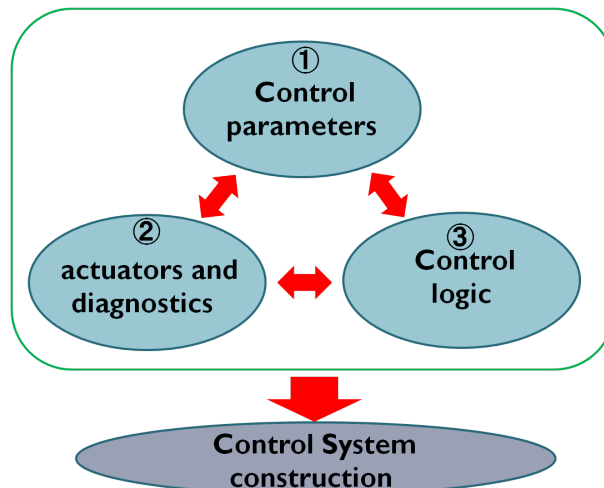 ①
Control
parameters
②
actuators and
diagnostics
③
Control
logic
Control System
construction